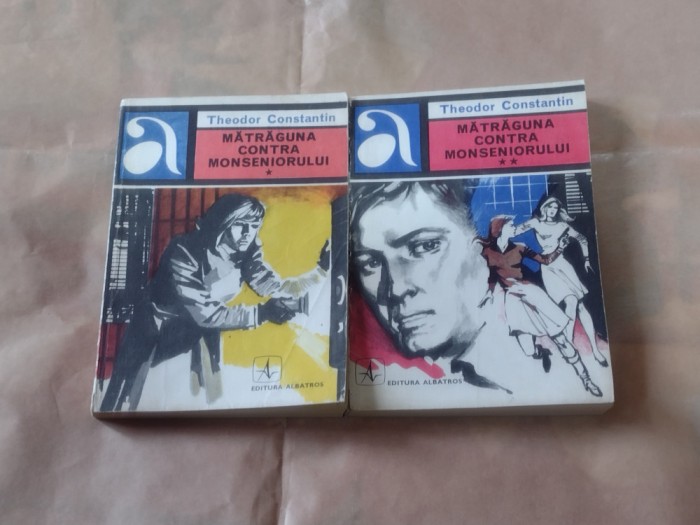 a
Theodor Constantin
MĂTRĂGUNA
CONTRA
MONSENIORULUI
★
EDITURA ALBATROS
a
Theodor Constantin
MĂTRĂGUNA
CONTRA
MONSENIORULUI
★★
EDITURA ALBATROS